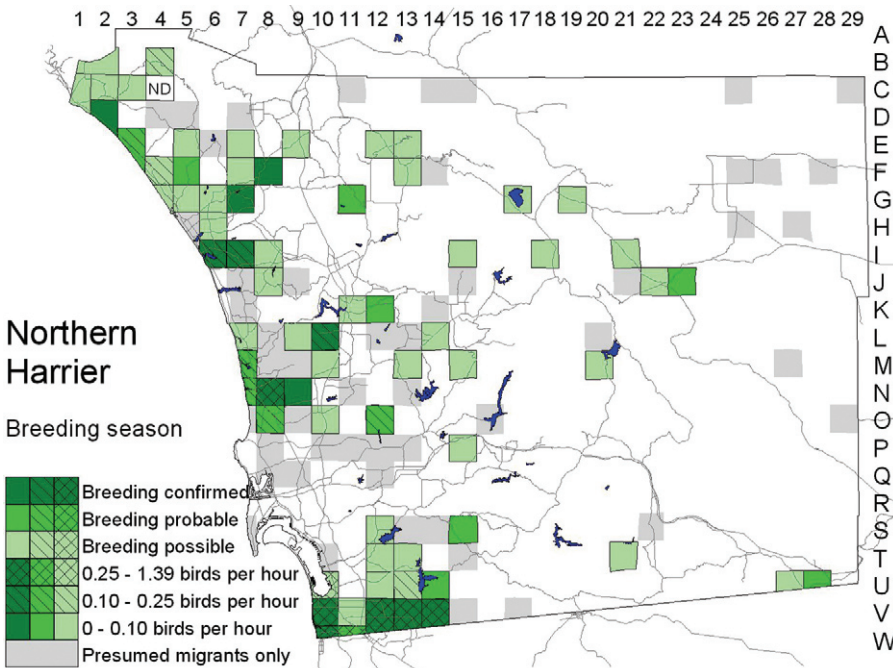 1 2 3 4 5 6 7 8 9 10 11 12 13 14 15 16 17 18 19 20 21 22 23 24 25 26 27 28 29
A
B
C
D
E
F
G
H
I
J
K
L
M
N
O
P
Q
R
S
T
U
V
W
ND
Northern
Harrier
Breeding season
Breeding confirmed
Breeding probable
Breeding possible
0.25 - 1.39 birds per hour
0.10 - 0.25 birds per hour
0 - 0.10 birds per hour
Presumed migrants only